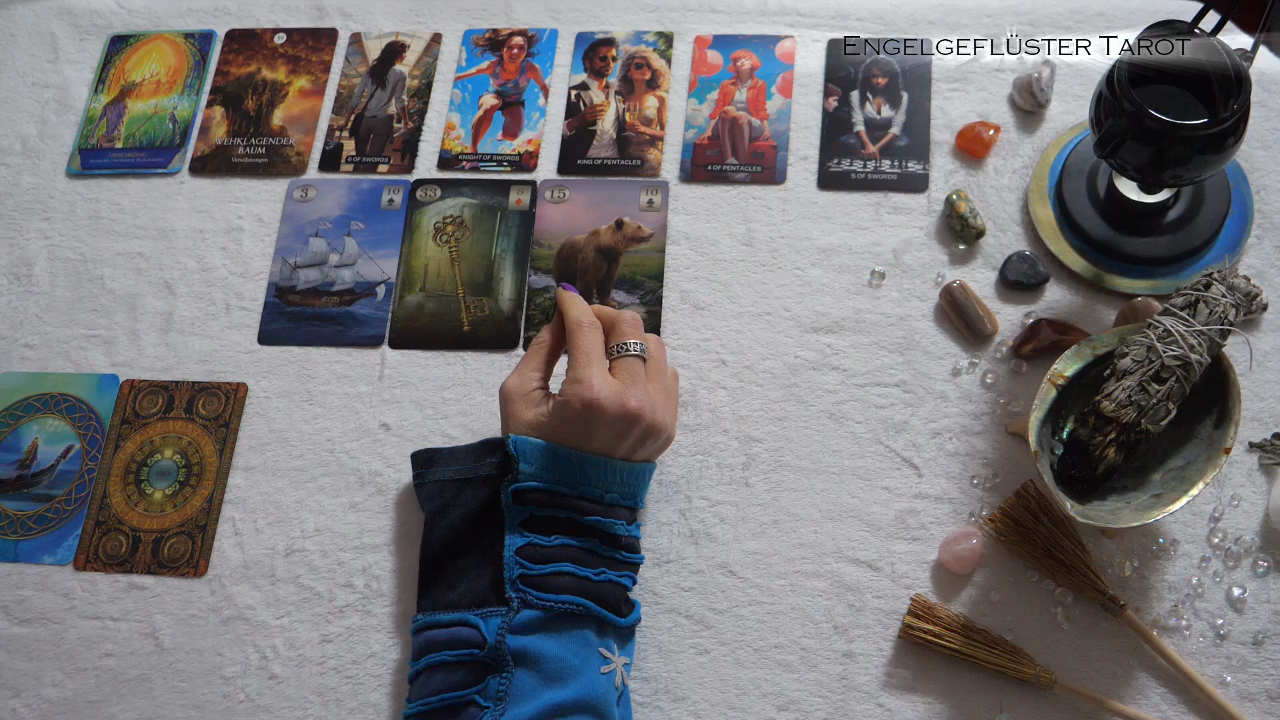 ENGELGEFLÜSTER TAROT
39
WEHKLAGENDER
BAUM
6 OF SWORDS
KNIGHT OF SWORDS
KING OF PENTACLES
4 OF PENTACLES
5 OF SWORDS
3
10
33
8
15
10